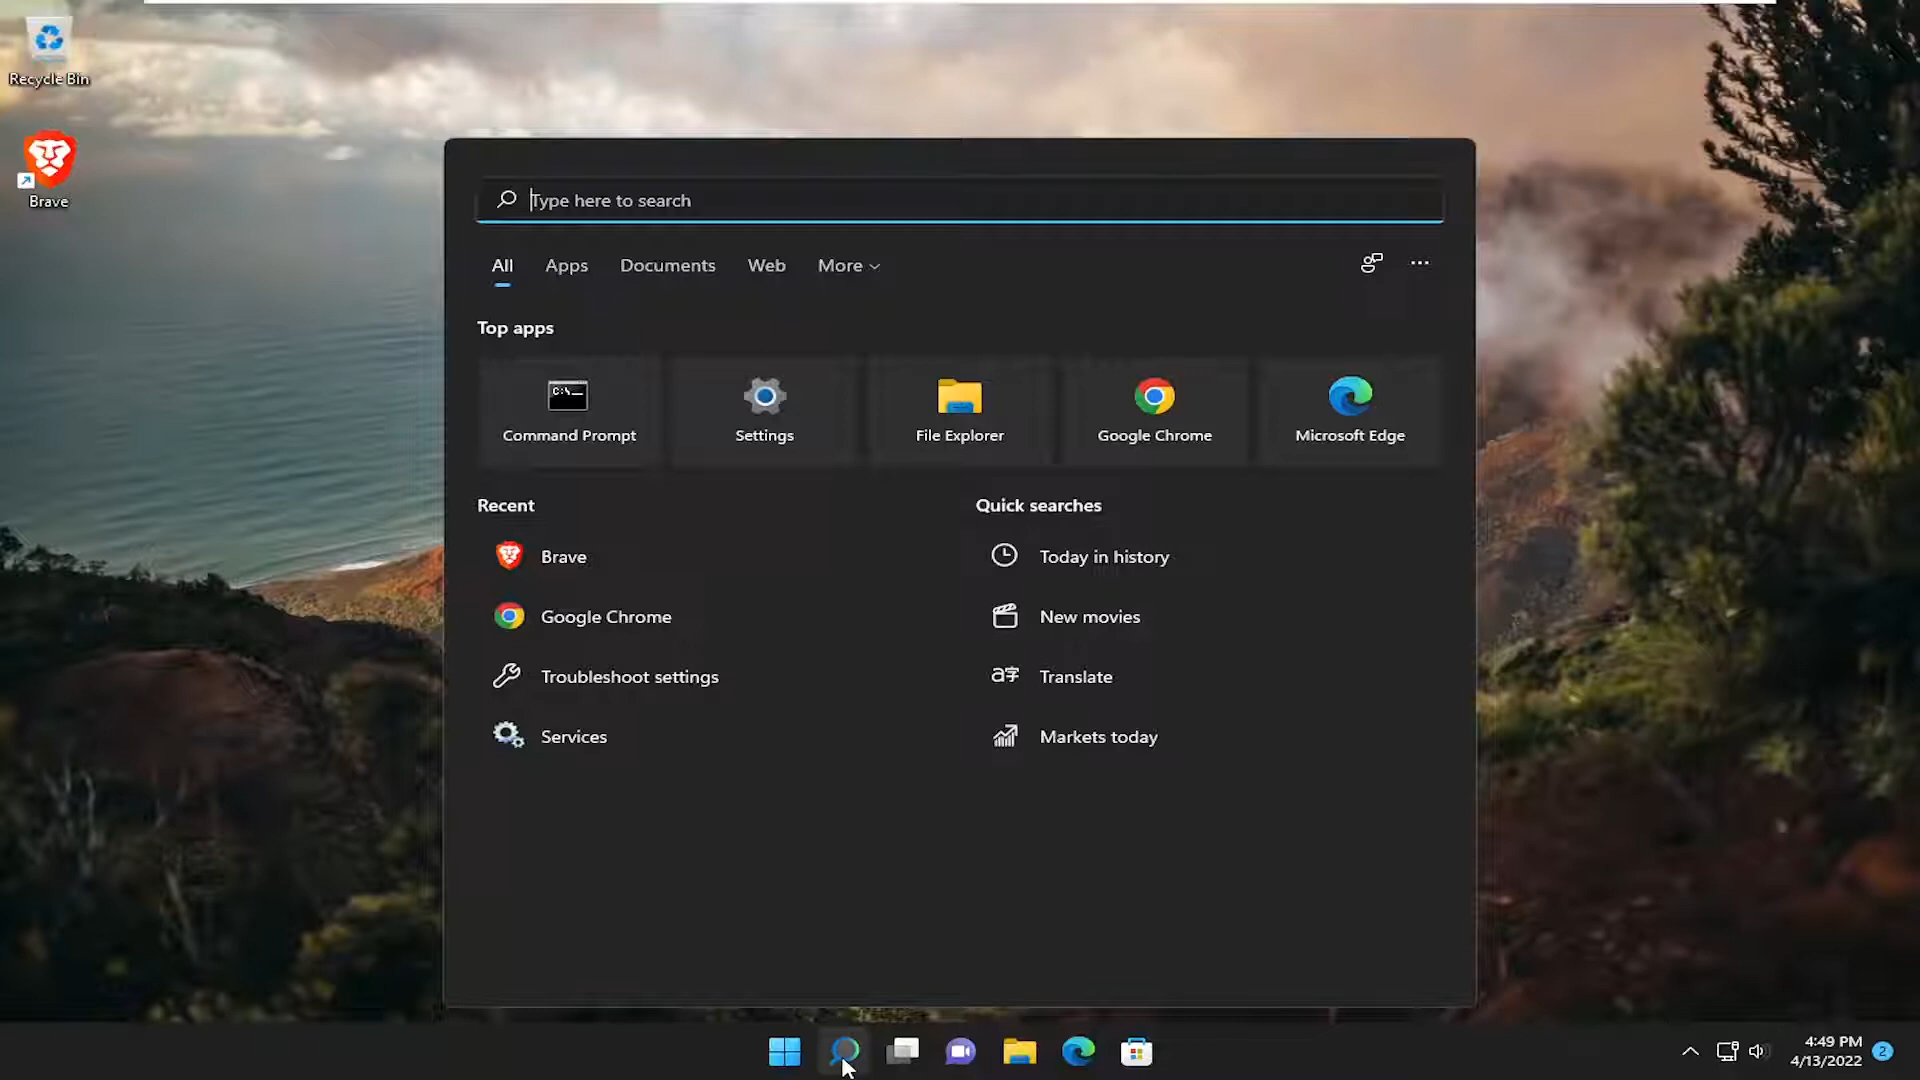 Recycle Bin
Brave
Type here to search
All Apps Documents Web More
Top apps
C:\
Command Prompt Settings File Explorer Google Chrome Microsoft Edge
Recent Quick searches
Brave Today in history
Google Chrome New movies
Troubleshoot settings a字 Translate
Services Markets today
4:49 PM
4/13/2022 2